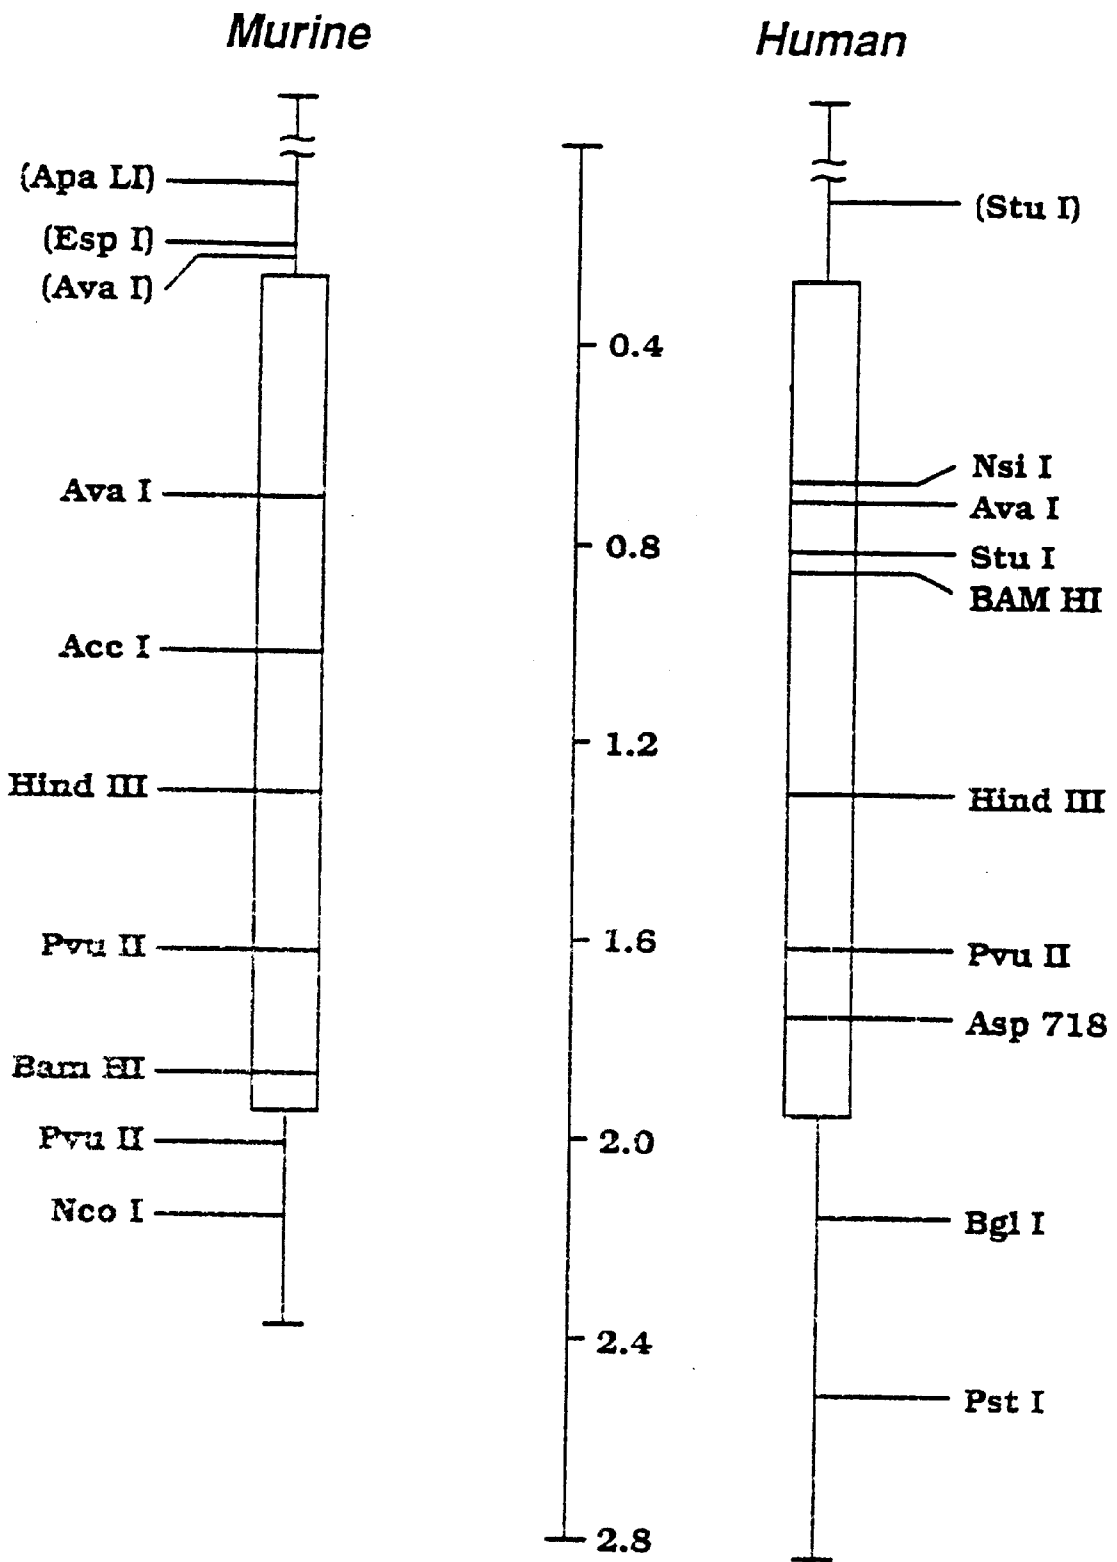 Murine
Human
(Apa LI)
(Esp I)
(Ava I)
Ava I
Acc I
Hind III
Pvu II
Bam HI
Pvu II
Nco I
0.4
0.8
1.2
1.6
2.0
2.4
2.8
(Stu I)
Nsi I
Ava I
Stu I
BAM HI
Hind III
Pvu II
Asp 718
Bgl I
Pst I